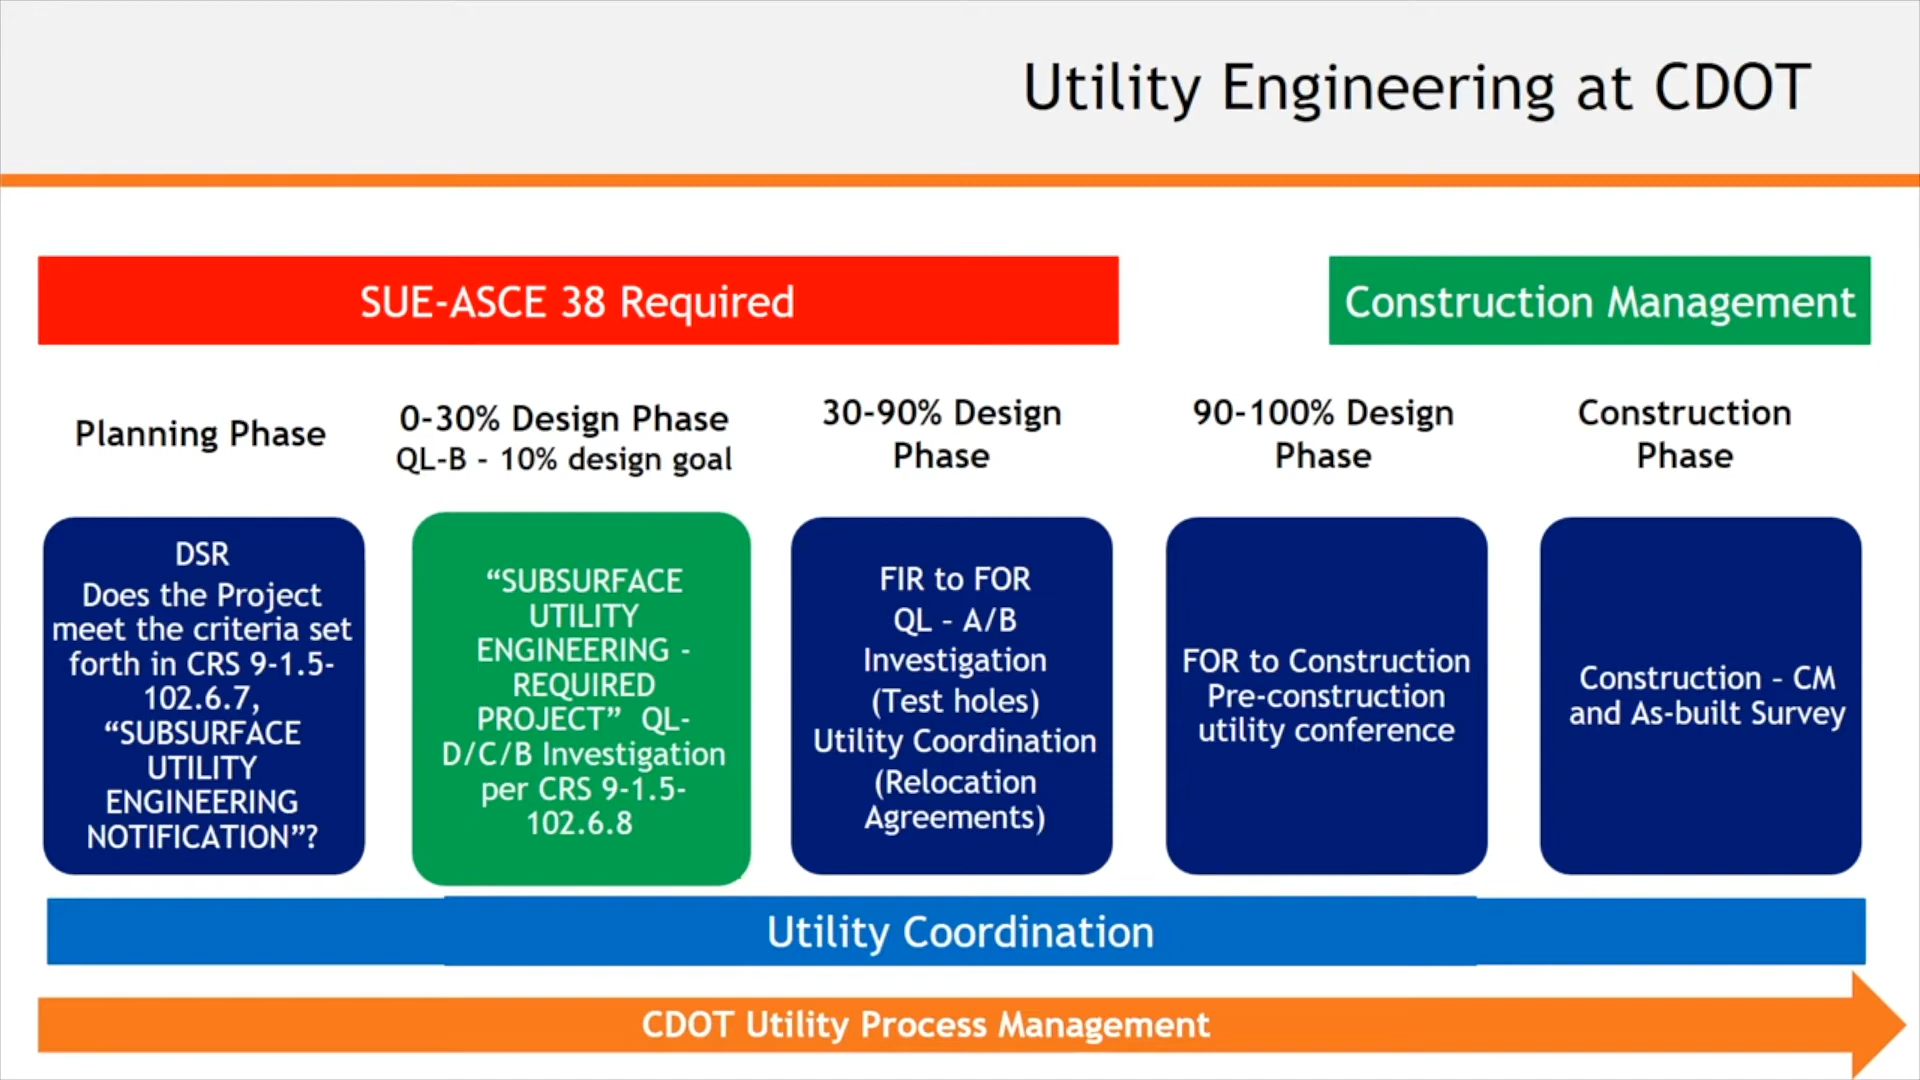 Utility Engineering at CDOT
SUE-ASCE 38 Required
Construction Management
Planning Phase
0-30% Design Phase
QL-B - 10% design goal
30-90% Design
Phase
90-100% Design
Phase
Construction
Phase
DSR
Does the Project
meet the criteria set
forth in CRS 9-1.5-
102.6.7,
“SUBSURFACE
UTILITY
ENGINEERING
NOTIFICATION”?
“SUBSURFACE
UTILITY
ENGINEERING -
REQUIRED
PROJECT” QL-
D/C/B Investigation
per CRS 9-1.5-
102.6.8
FIR to FOR
QL - A/B
Investigation
(Test holes)
Utility Coordination
(Relocation
Agreements)
FOR to Construction
Pre-construction
utility conference
Construction - CM
and As-built Survey
Utility Coordination
CDOT Utility Process Management